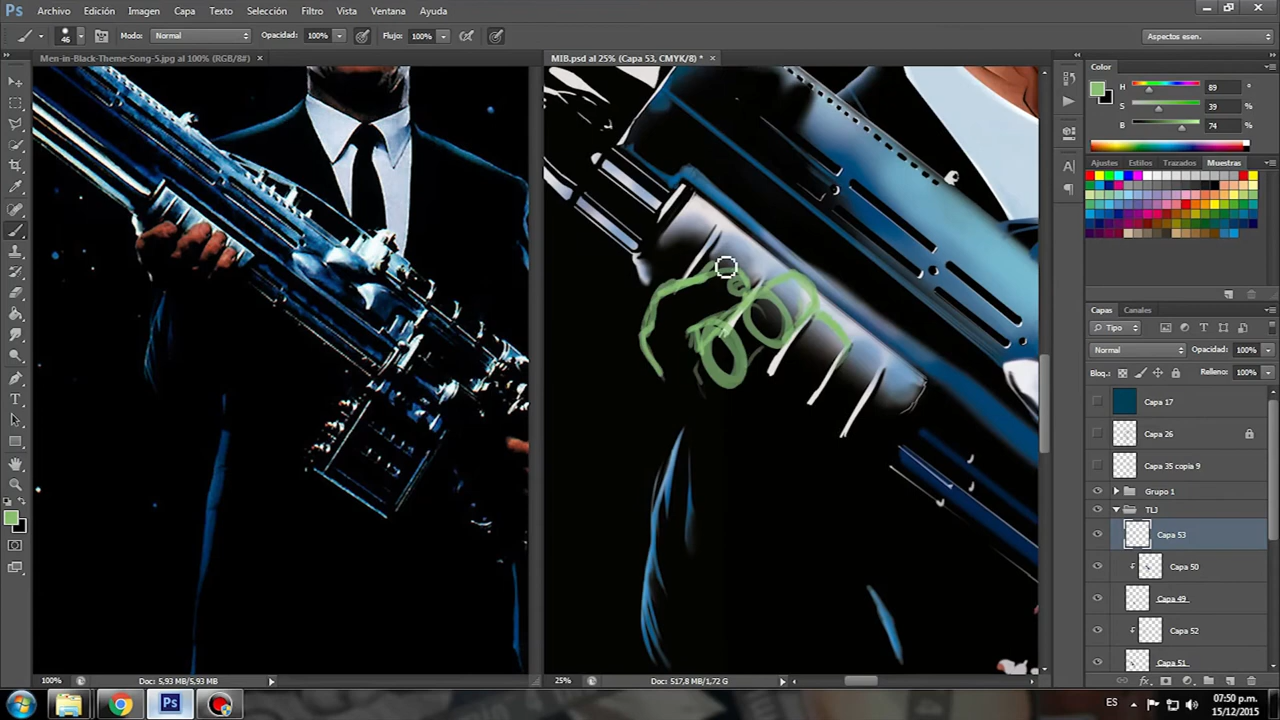 Ps Archivo Edición Imagen Capa Texto Selección Filtro Vista Ventana Ayuda
46 Modo: Normal Opacidad: 100% Flujo: 100% Aspectos esen.
Men-in-Black-Theme-Song-5.jpg al 100% (RGB/8#) × MIB.psd al 25% (Capa 53, CMYK/8) * ×
Color
H 89 °
S 39 %
B 74 %
Ajustes Estilos Trazados Muestras
Capas Canales
Tipo
Normal Opacidad: 100%
Bloq.: Relleno: 100%
Capa 17
Capa 26
Capa 35 copia 9
Grupo 1
TLJ
Capa 53
Capa 50
Capa 49
Capa 52
Capa 51
fx
100% Doc: 5,93 MB/5,93 MB 25% Doc: 517,8 MB/1,72 G
Ps ES 07:50 p.m.
15/12/2015